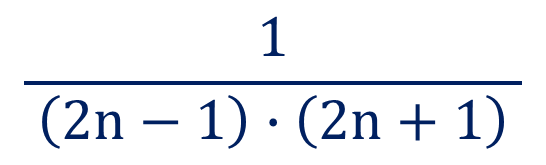 1
(2n − 1) · (2n + 1)